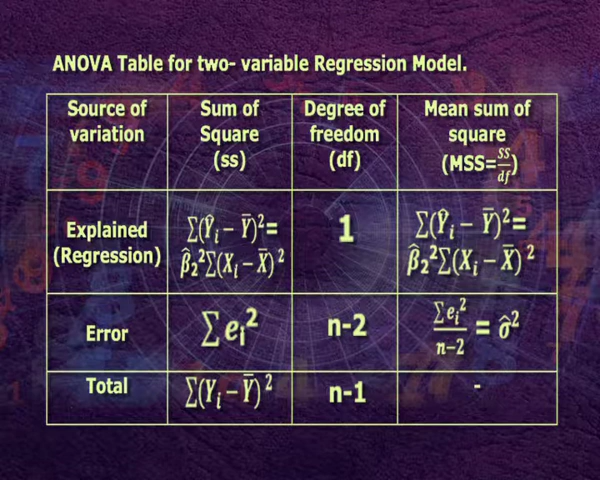 ANOVA Table for two- variable Regression Model.
Source of variation | Sum of Square (ss) | Degree of freedom (df) | Mean sum of square (MSS=SS/df)
Explained (Regression) | ∑(Ŷᵢ – Ȳ)²= β̂₂²∑(Xᵢ – X̄)² | 1 | ∑(Ŷᵢ – Ȳ)²= β̂₂²∑(Xᵢ – X̄)²
Error | ∑eᵢ² | n-2 | ∑eᵢ²/n–2 = σ̂²
Total | ∑(Yᵢ – Ȳ)² | n-1 | -